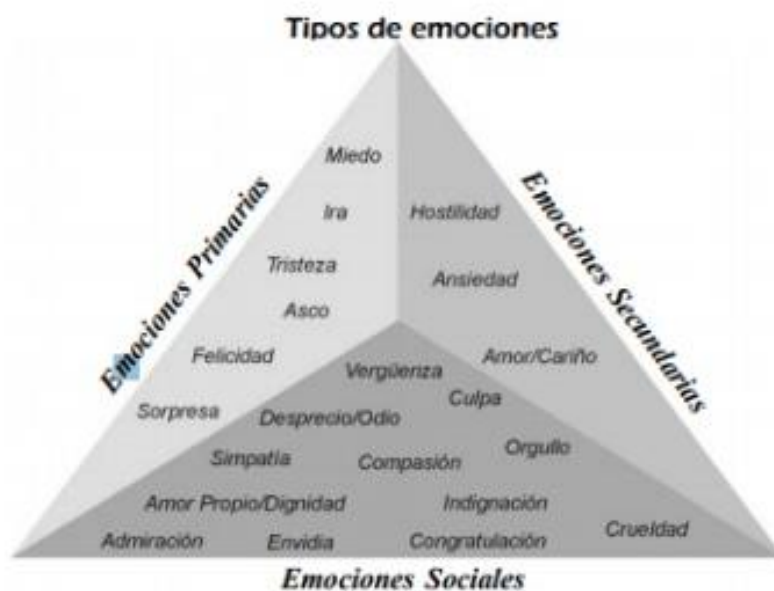 Tipos de emociones
Emociones Primarias
Miedo
Ira
Tristeza
Asco
Felicidad
Sorpresa
Emociones Secundarias
Hostilidad
Ansiedad
Amor/Cariño
Vergüenza
Culpa
Desprecio/Odio
Orgullo
Simpatía
Compasión
Amor Propio/Dignidad
Indignación
Crueldad
Admiración
Envidia
Congratulación
Emociones Sociales